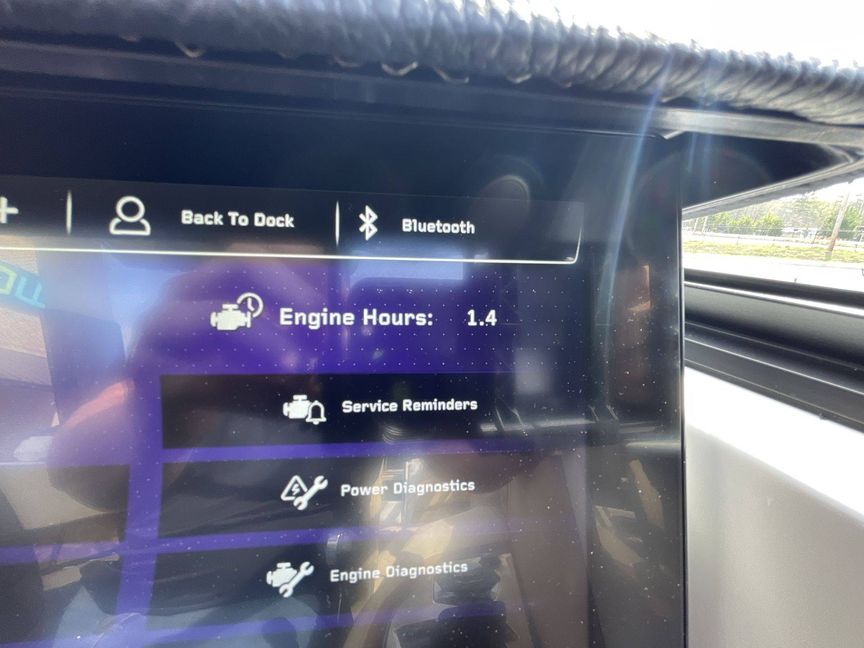 Back To Dock
Bluetooth
Engine Hours: 1.4
Service Reminders
Power Diagnostics
Engine Diagnostics